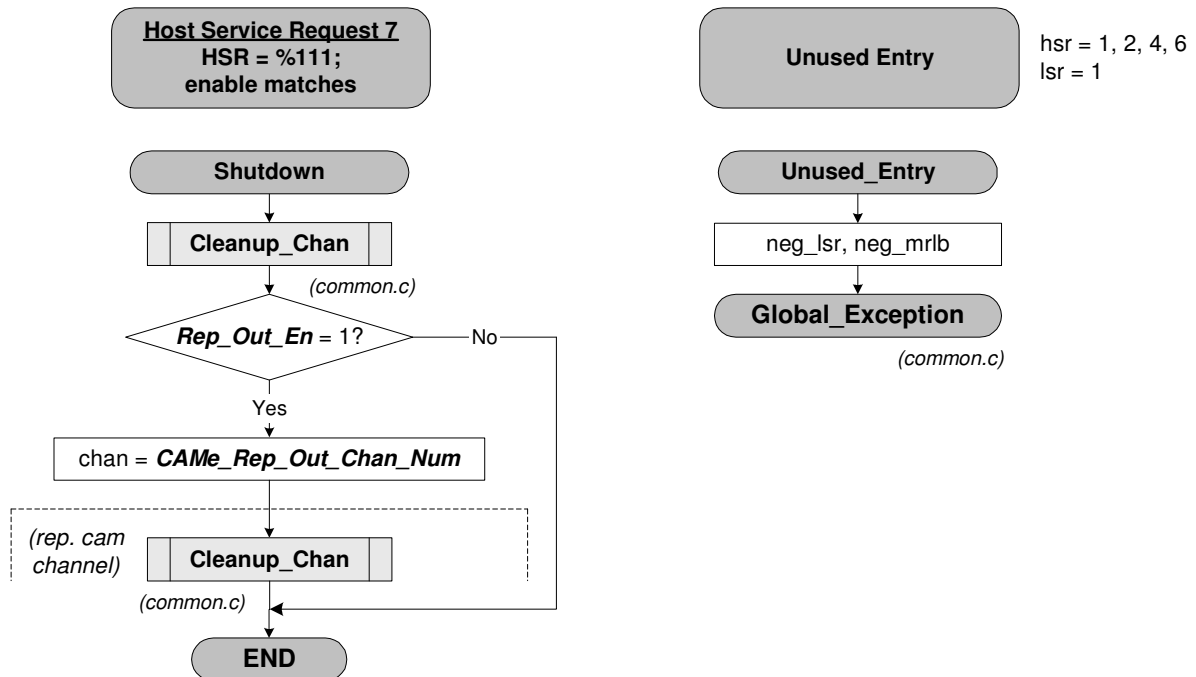 Host Service Request 7
HSR = %111;
enable matches
Shutdown
Cleanup_Chan
(common.c)
Rep_Out_En = 1?
No
Yes
chan = CAMe_Rep_Out_Chan_Num
(rep. cam
channel)
Cleanup_Chan
(common.c)
END
Unused Entry
hsr = 1, 2, 4, 6
lsr = 1
Unused_Entry
neg_lsr, neg_mrlb
Global_Exception
(common.c)